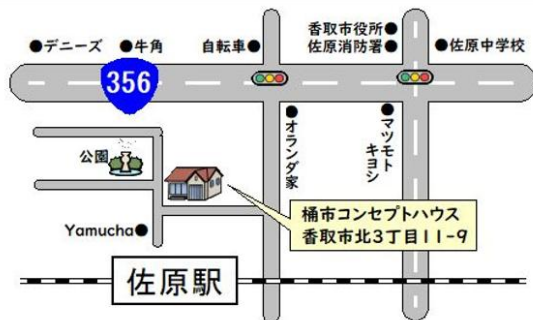 ●デニーズ
●牛角
自転車●
香取市役所●
佐原消防署●
●佐原中学校
356
●オランダ家
●マツモト
キヨシ
公園
桶市コンセプトハウス
香取市北3丁目11-9
Yamucha●
佐原駅